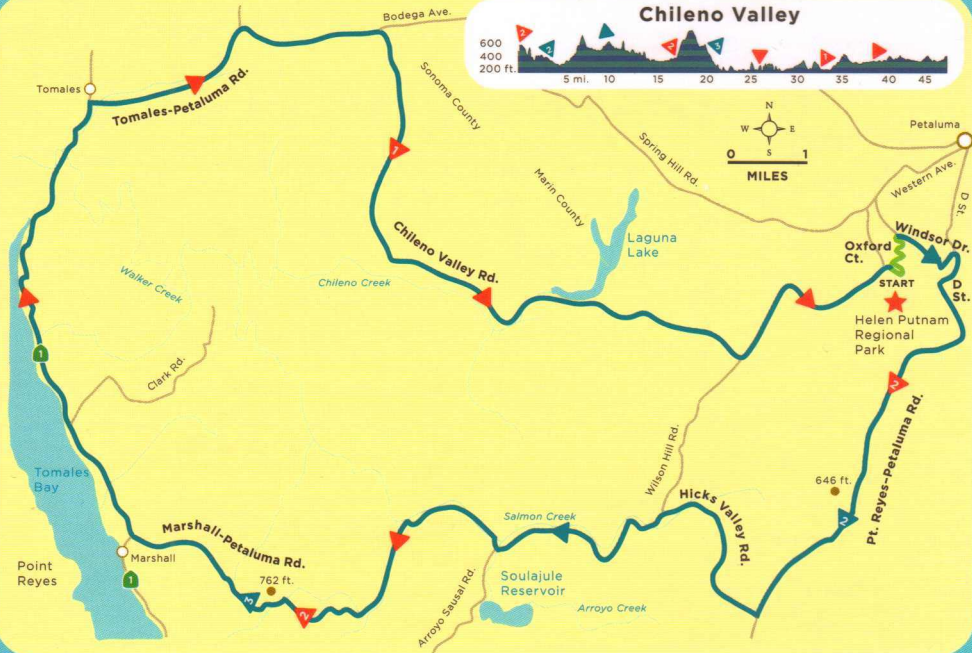 Chileno Valley
2
2
2
3
1
600
400
200 ft.
5 mi.
10
15
20
25
30
35
40
45
Bodega Ave.
Tomales
Tomales-Petaluma Rd.
Sonoma County
Marin County
Spring Hill Rd.
N
W
E
S
0
1
MILES
Petaluma
Western Ave.
D St.
1
Chileno Valley Rd.
Laguna
Lake
Oxford
Ct.
Windsor Dr.
START
D
St.
Helen Putnam
Regional
Park
Walker Creek
Chileno Creek
1
Clark Rd.
2
Pt. Reyes-Petaluma Rd.
646 ft.
2
Wilson Hill Rd.
Hicks Valley Rd.
Tomales
Bay
Marshall-Petaluma Rd.
Salmon Creek
Marshall
Point
Reyes
1
762 ft.
3
2
Arroyo Sausal Rd.
Soulajule
Reservoir
Arroyo Creek